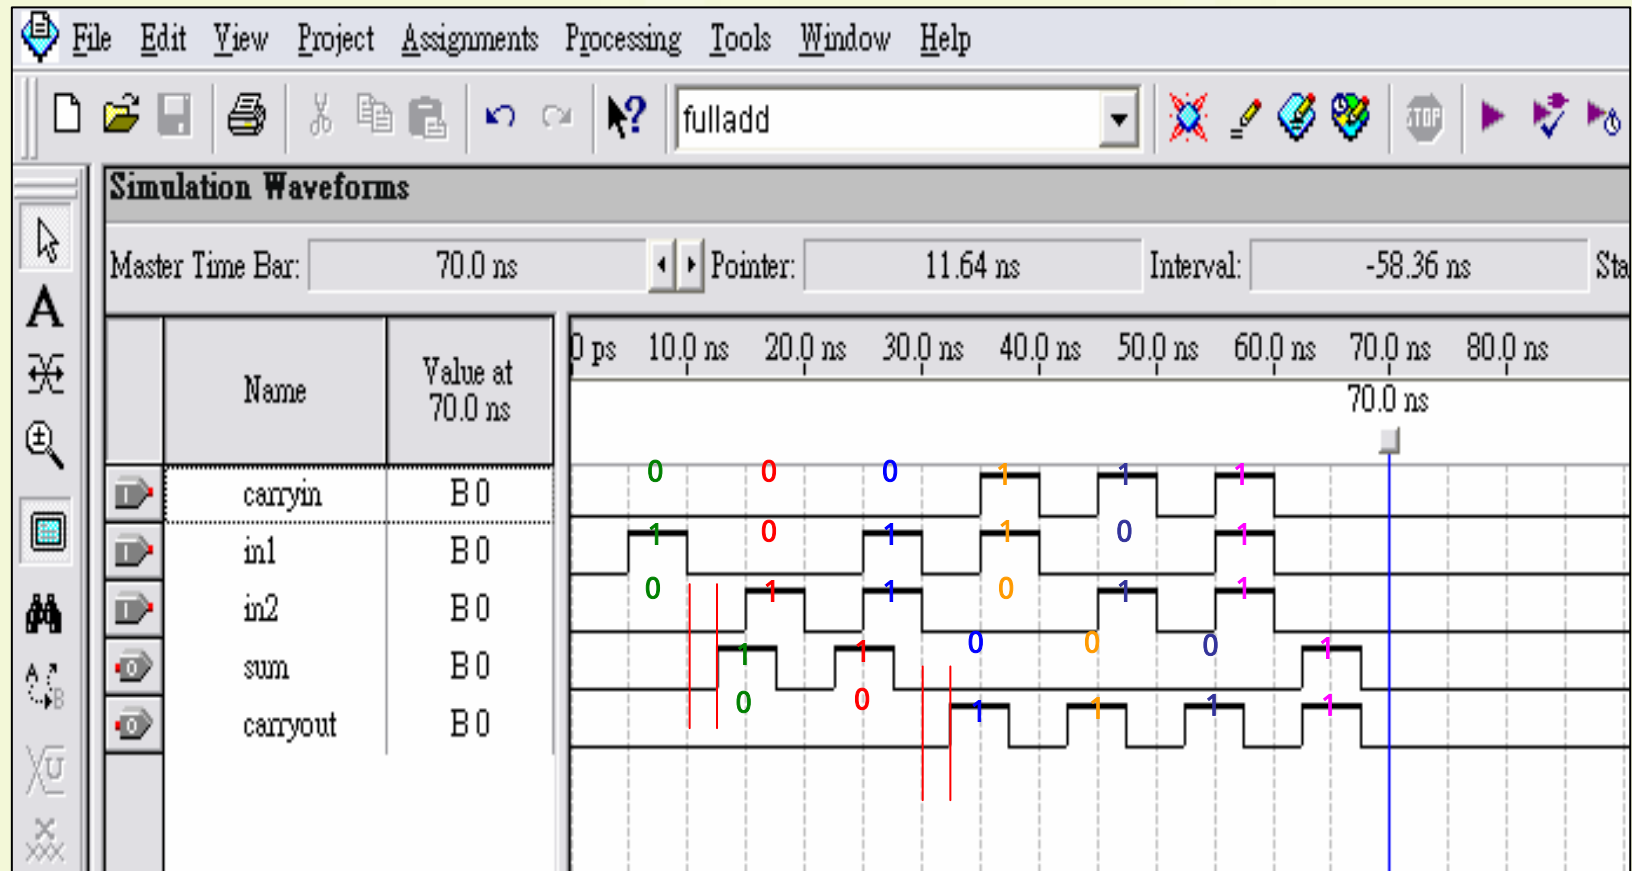 File Edit View Project Assignments Processing Tools Window Help
STOP
fulladd
Simulation Waveforms
Master Time Bar: 70.0 ns Pointer: 11.64 ns Interval: -58.36 ns Sta
A
Name
Value at
70.0 ns
0 ps 10.0 ns 20.0 ns 30.0 ns 40.0 ns 50.0 ns 60.0 ns 70.0 ns 80.0 ns
70.0 ns
carryin B 0 0 0 0 1 1 1
in1 B 0 1 0 1 1 0 1
in2 B 0 0 1 1 0 1 1
sum B 0 1 1 0 0 0 1
carryout B 0 0 0 1 1 1 1
A
B